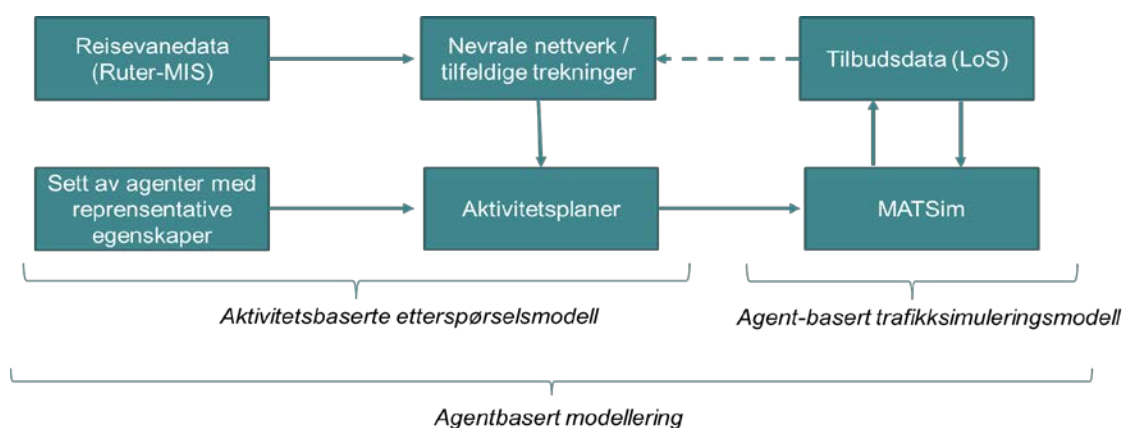 Reisevanedata
(Ruter-MIS)
Nevrale nettverk /
tilfeldige trekninger
Tilbudsdata (LoS)
Sett av agenter med
reprensentative
egenskaper
Aktivitetsplaner
MATSim
Aktivitetsbaserte etterspørselsmodell
Agent-basert trafikksimuleringsmodell
Agentbasert modellering